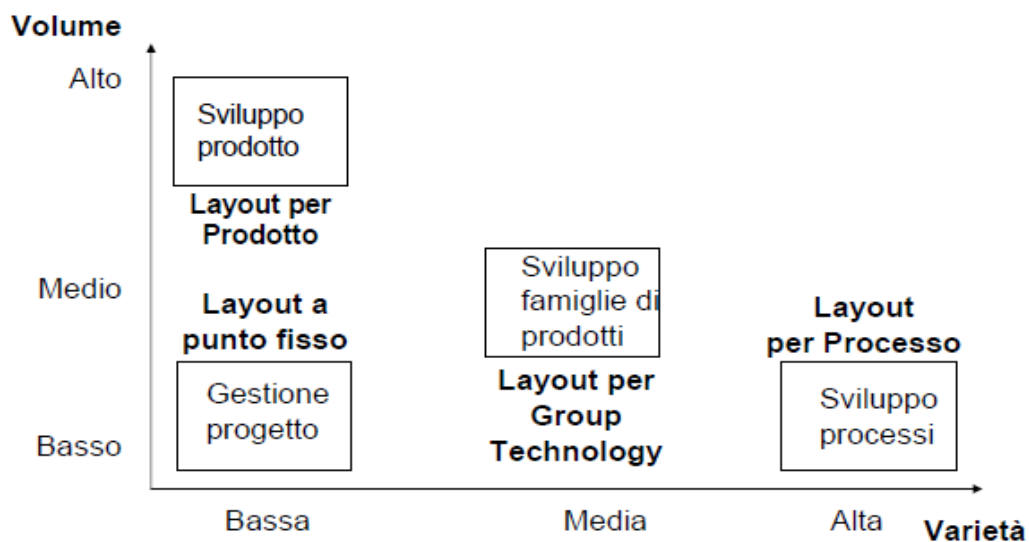 Volume
Alto
Sviluppo
prodotto
Layout per
Prodotto
Medio
Layout a
punto fisso
Sviluppo
famiglie di
prodotti
Layout
per Processo
Basso
Gestione
progetto
Layout per
Group
Technology
Sviluppo
processi
Bassa
Media
Alta
Varietà